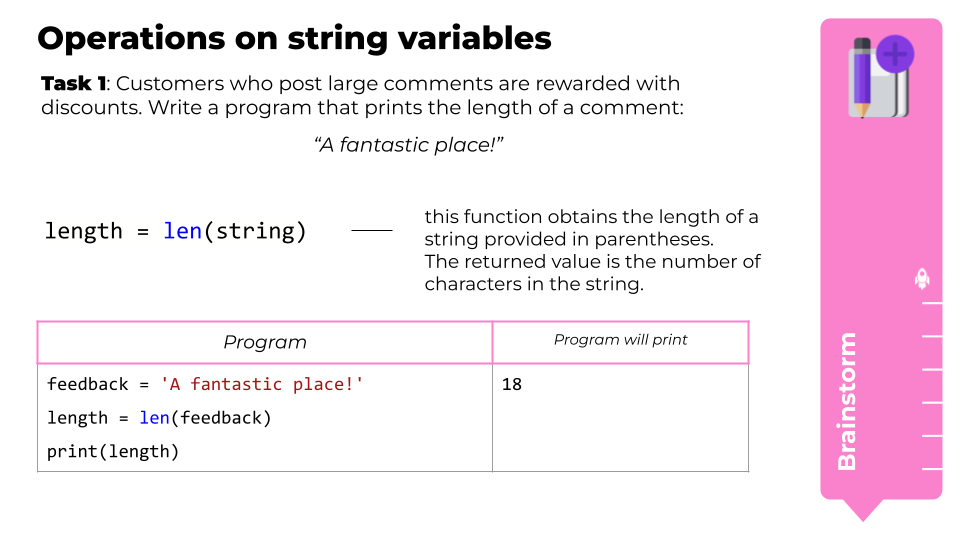 Operations on string variables
Task 1: Customers who post large comments are rewarded with
discounts. Write a program that prints the length of a comment:
“A fantastic place!”
length = len(string)
this function obtains the length of a
string provided in parentheses.
The returned value is the number of
characters in the string.
Program
Program will print
feedback = 'A fantastic place!'
length = len(feedback)
print(length)
18
Brainstorm